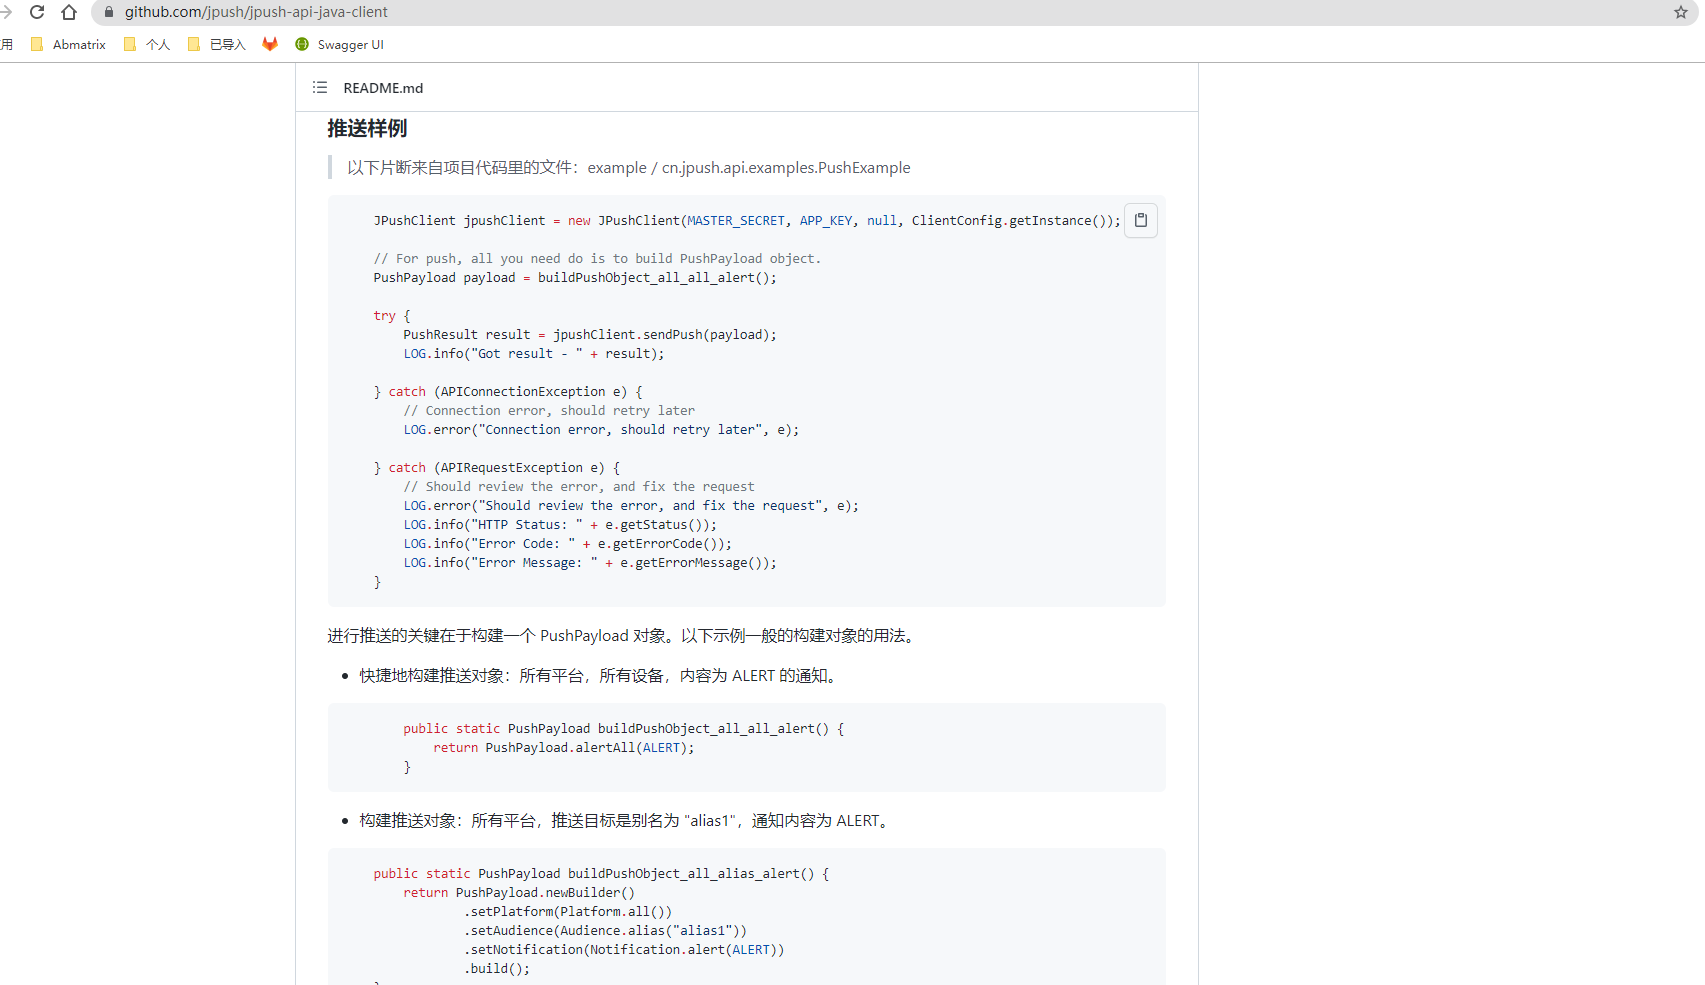 github.com/jpush/jpush-api-java-client
用 Abmatrix 个人 已导入 Swagger UI
README.md
推送样例
以下片断来自项目代码里的文件：example / cn.jpush.api.examples.PushExample
JPushClient jpushClient = new JPushClient(MASTER_SECRET, APP_KEY, null, ClientConfig.getInstance());
// For push, all you need do is to build PushPayload object.
PushPayload payload = buildPushObject_all_all_alert();
try {
PushResult result = jpushClient.sendPush(payload);
LOG.info("Got result - " + result);
} catch (APIConnectionException e) {
// Connection error, should retry later
LOG.error("Connection error, should retry later", e);
} catch (APIRequestException e) {
// Should review the error, and fix the request
LOG.error("Should review the error, and fix the request", e);
LOG.info("HTTP Status: " + e.getStatus());
LOG.info("Error Code: " + e.getErrorCode());
LOG.info("Error Message: " + e.getErrorMessage());
}
进行推送的关键在于构建一个 PushPayload 对象。以下示例一般的构建对象的用法。
• 快捷地构建推送对象：所有平台，所有设备，内容为 ALERT 的通知。
public static PushPayload buildPushObject_all_all_alert() {
return PushPayload.alertAll(ALERT);
}
• 构建推送对象：所有平台，推送目标是别名为 "alias1"，通知内容为 ALERT。
public static PushPayload buildPushObject_all_alias_alert() {
return PushPayload.newBuilder()
.setPlatform(Platform.all())
.setAudience(Audience.alias("alias1"))
.setNotification(Notification.alert(ALERT))
.build();